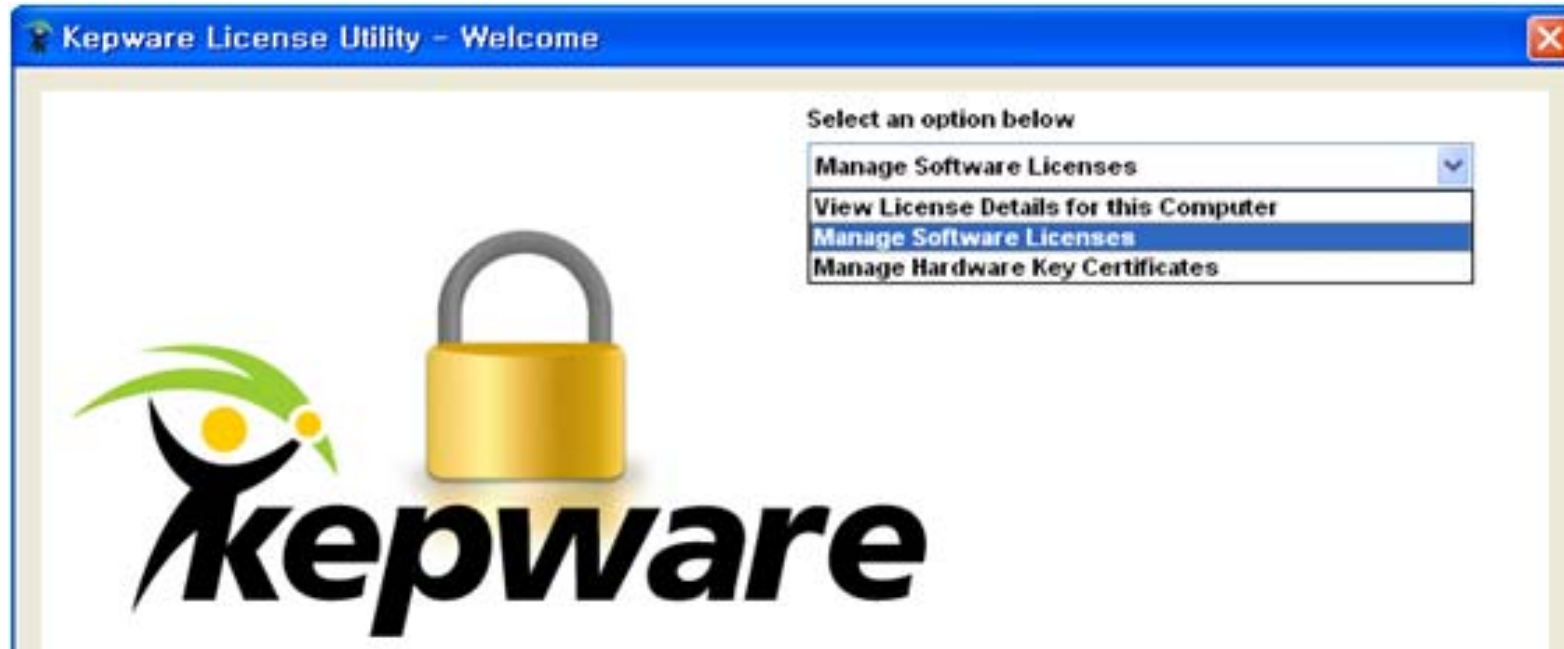 Kepware License Utility - Welcome
Select an option below
Manage Software Licenses
View License Details for this Computer
Manage Software Licenses
Manage Hardware Key Certificates
kepware